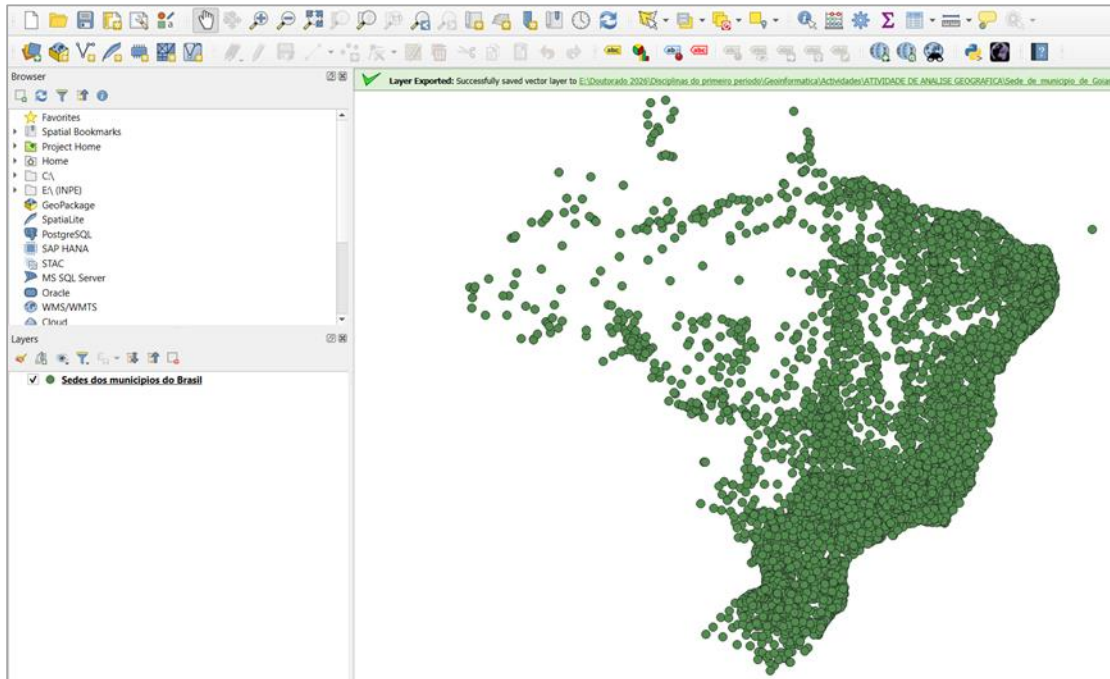 Browser
Layer Exported: Successfully saved vector layer to E:\Doutorado 2026\Disciplinas do primeiro periodo\Geoinformatica\Actividades\ATIVIDADE DE ANALISE GEOGRAFICA\Sede_de_municipio_de_Goias
Favorites
Spatial Bookmarks
Project Home
Home
C:\
E:\ (INPE)
GeoPackage
SpatiaLite
PostgreSQL
SAP HANA
STAC
MS SQL Server
Oracle
WMS/WMTS
Cloud
Layers
Sedes dos municipios do Brasil